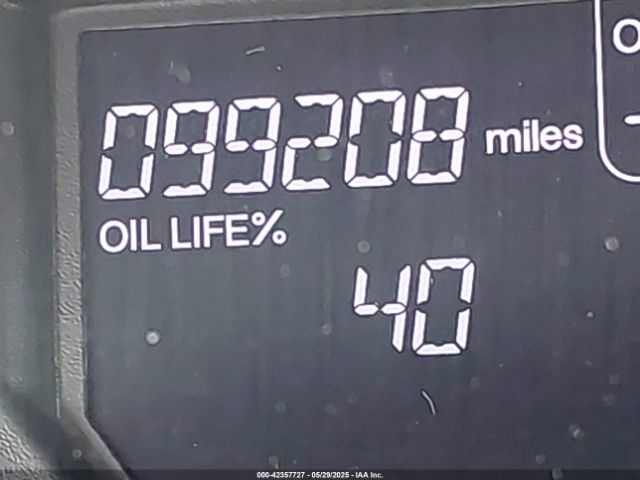 O
099208 miles
OIL LIFE%
40
000-42357727 - 05/29/2025 - IAA Inc.